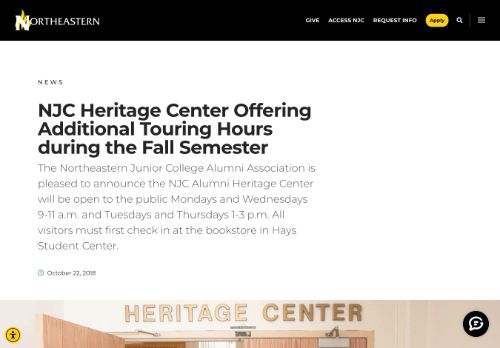 NORTHEASTERN
GIVE ACCESS NJC REQUEST INFO Apply
NEWS
NJC Heritage Center Offering
Additional Touring Hours
during the Fall Semester
The Northeastern Junior College Alumni Association is
pleased to announce the NJC Alumni Heritage Center
will be open to the public Mondays and Wednesdays
9-11 a.m. and Tuesdays and Thursdays 1-3 p.m. All
visitors must first check in at the bookstore in Hays
Student Center.
October 22, 2018
HERITAGE CENTER